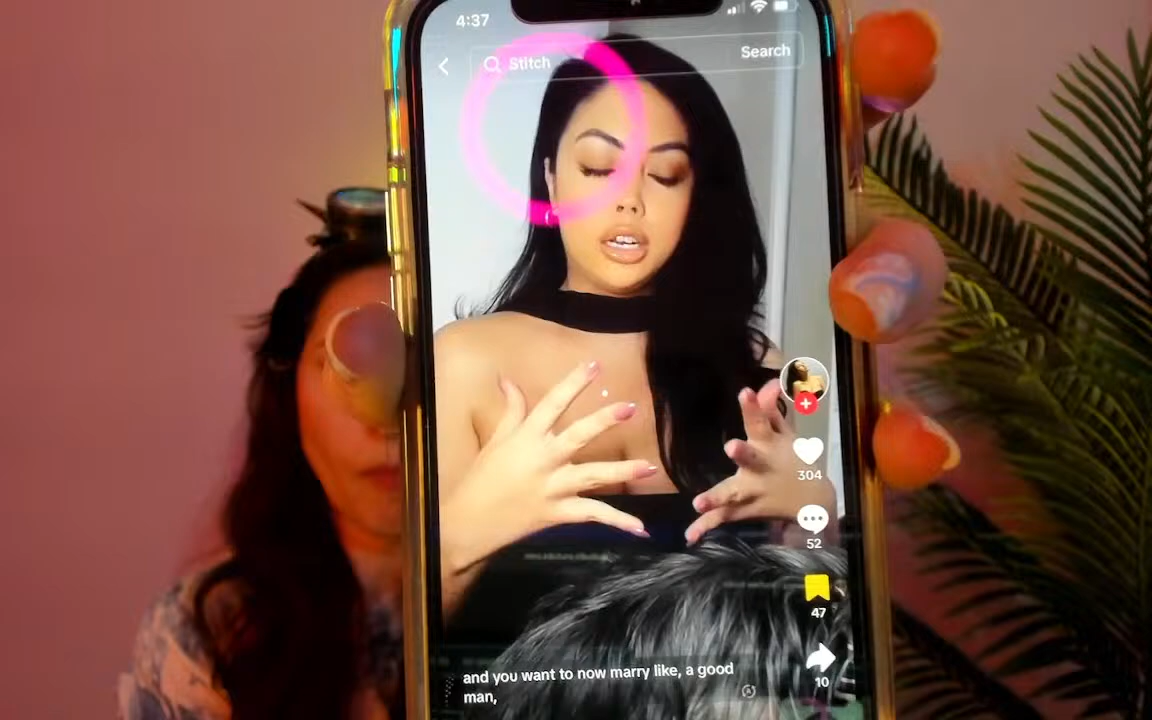 4:37
Stitch
Search
304
52
47
10
and you want to now marry like, a good
man,